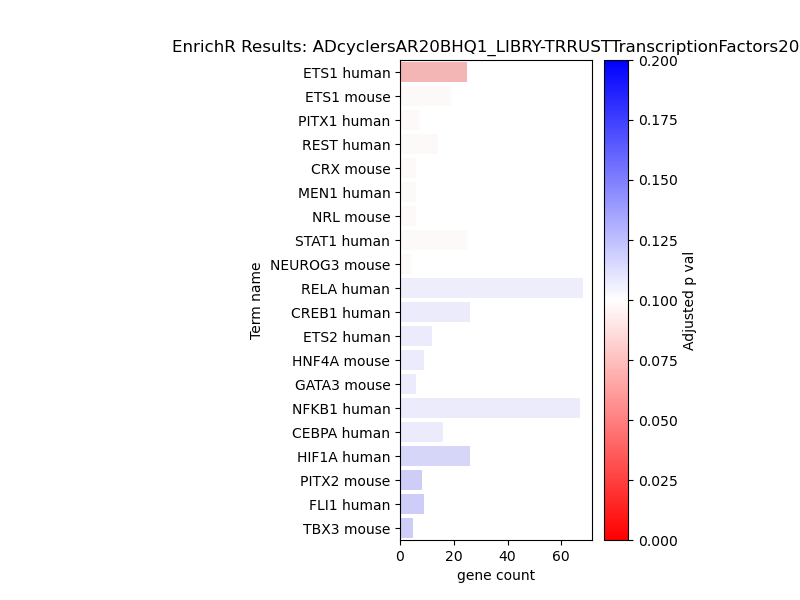 EnrichR Results: ADcyclersAR20BHQ1_LIBRY-TRRUSTTranscriptionFactors20
ETS1 human
ETS1 mouse
PITX1 human
REST human
CRX mouse
MEN1 human
NRL mouse
STAT1 human
NEUROG3 mouse
RELA human
CREB1 human
ETS2 human
HNF4A mouse
GATA3 mouse
NFKB1 human
CEBPA human
HIF1A human
PITX2 mouse
FLI1 human
TBX3 mouse
Term name
0 20 40 60
gene count
0.200
0.175
0.150
0.125
0.100
0.075
0.050
0.025
0.000
Adjusted p val